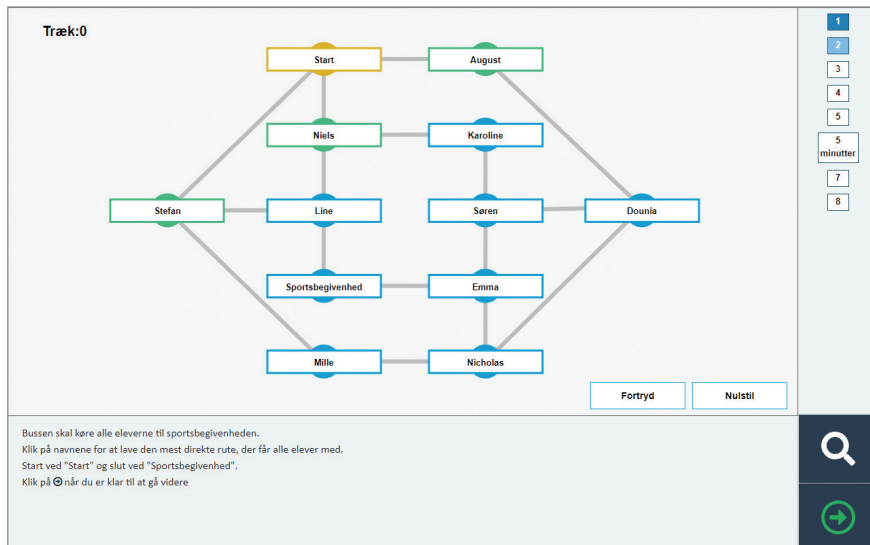 Træk:0
Start
August
Niels
Karoline
Stefan
Line
Søren
Dounia
Sportsbegivenhed
Emma
Mille
Nicholas
Fortryd
Nulstil
1
2
3
4
5
5
minutter
7
8
Bussen skal køre alle eleverne til sportsbegivenheden.
Klik på navnene for at lave den mest direkte rute, der får alle elever med.
Start ved "Start" og slut ved "Sportsbegivenhed".
Klik på når du er klar til at gå videre